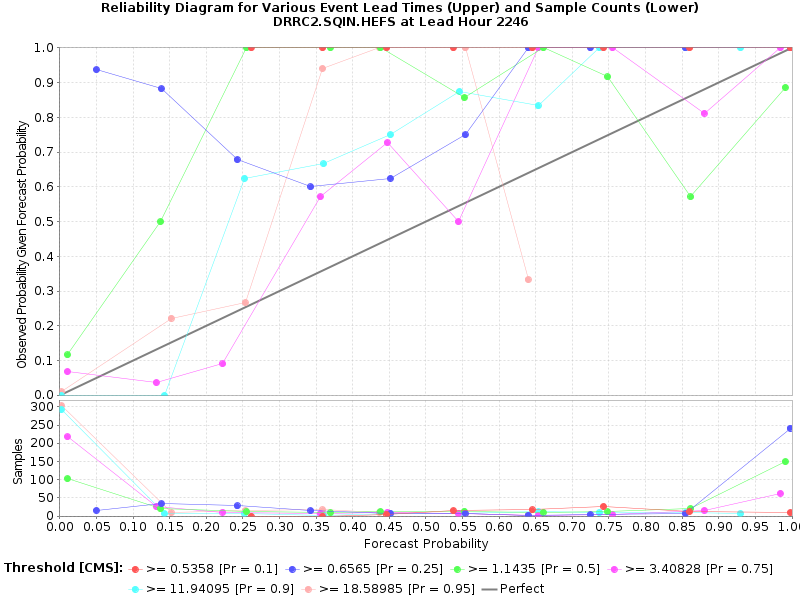 Reliability Diagram for Various Event Lead Times (Upper) and Sample Counts (Lower)
DRRC2.SQIN.HEFS at Lead Hour 2246
Observed Probability Given Forecast Probability
1.0
0.9
0.8
0.7
0.6
0.5
0.4
0.3
0.2
0.1
0.0
Samples
300
250
200
150
100
50
0
0.00 0.05 0.10 0.15 0.20 0.25 0.30 0.35 0.40 0.45 0.50 0.55 0.60 0.65 0.70 0.75 0.80 0.85 0.90 0.95 1.0
Forecast Probability
Threshold [CMS]: >= 0.5358 [Pr = 0.1] >= 0.6565 [Pr = 0.25] >= 1.1435 [Pr = 0.5] >= 3.40828 [Pr = 0.75]
>= 11.94095 [Pr = 0.9] >= 18.58985 [Pr = 0.95] Perfect